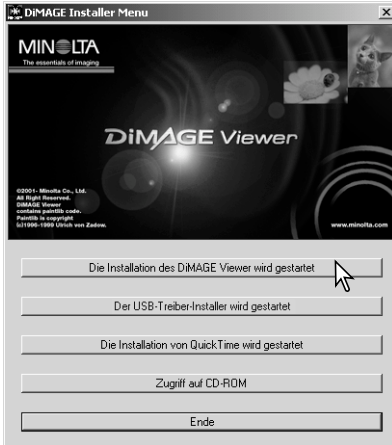 DiMAGE Installer Menu
MINOLTA
The essentials of imaging
DiMAGE Viewer
©2001- Minolta Co., Ltd.
All Right Reserved.
DiMAGE Viewer
contains paintlib code.
Paintlib is copyright
(c)1996-1999 Ulrich von Zadow.
www.minolta.com
Die Installation des DiMAGE Viewer wird gestartet
Der USB-Treiber-Installer wird gestartet
Die Installation von QuickTime wird gestartet
Zugriff auf CD-ROM
Ende